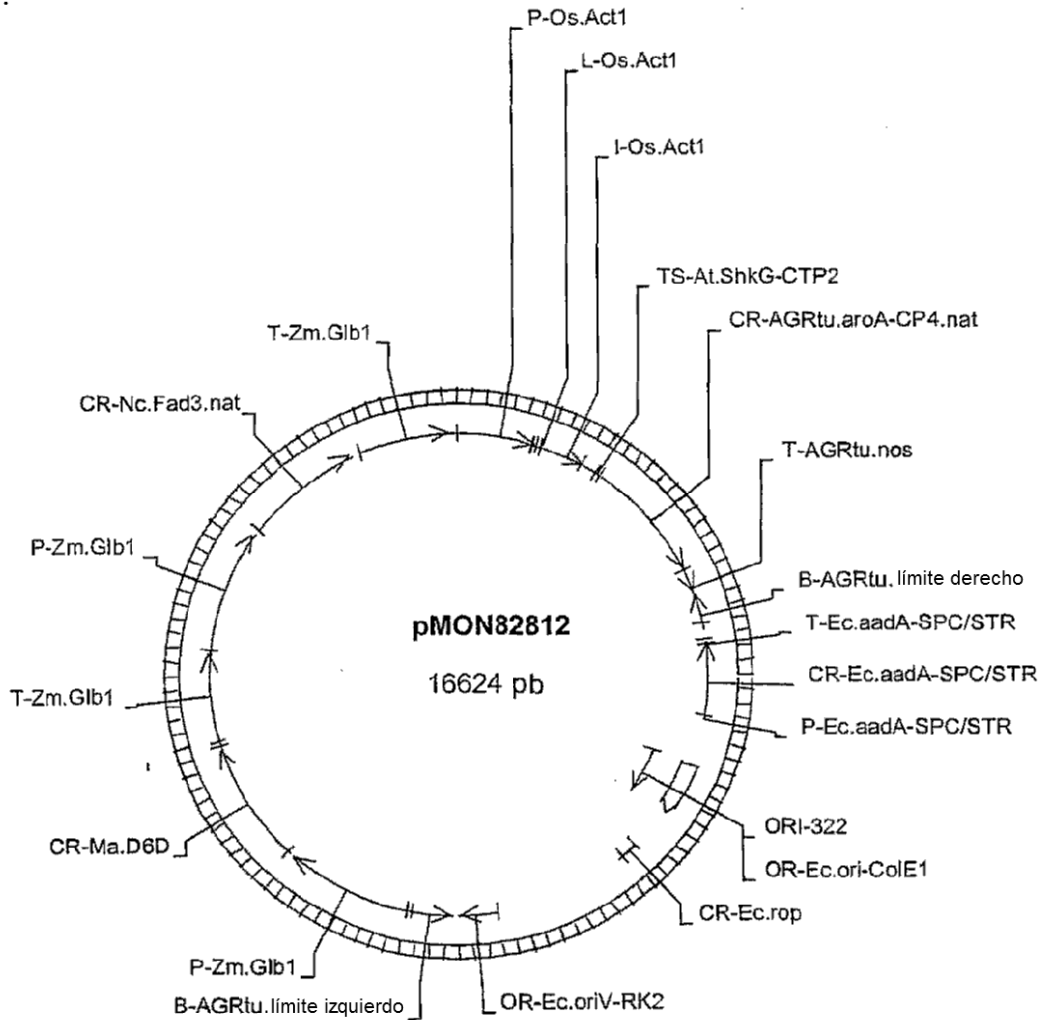 P-Os.Act1
L-Os.Act1
I-Os.Act1
TS-At.ShkG-CTP2
CR-AGRtu.aroA-CP4.nat
T-Zm.Glb1
CR-Nc.Fad3.nat
T-AGRtu.nos
P-Zm.Glb1
B-AGRtu. límite derecho
T-Ec.aadA-SPC/STR
pMON82812
CR-Ec.aadA-SPC/STR
16624 pb
T-Zm.Glb1
P-Ec.aadA-SPC/STR
ORI-322
CR-Ma.D6D
OR-Ec.ori-ColE1
CR-Ec.rop
P-Zm.Glb1
B-AGRtu. límite izquierdo
OR-Ec.oriV-RK2